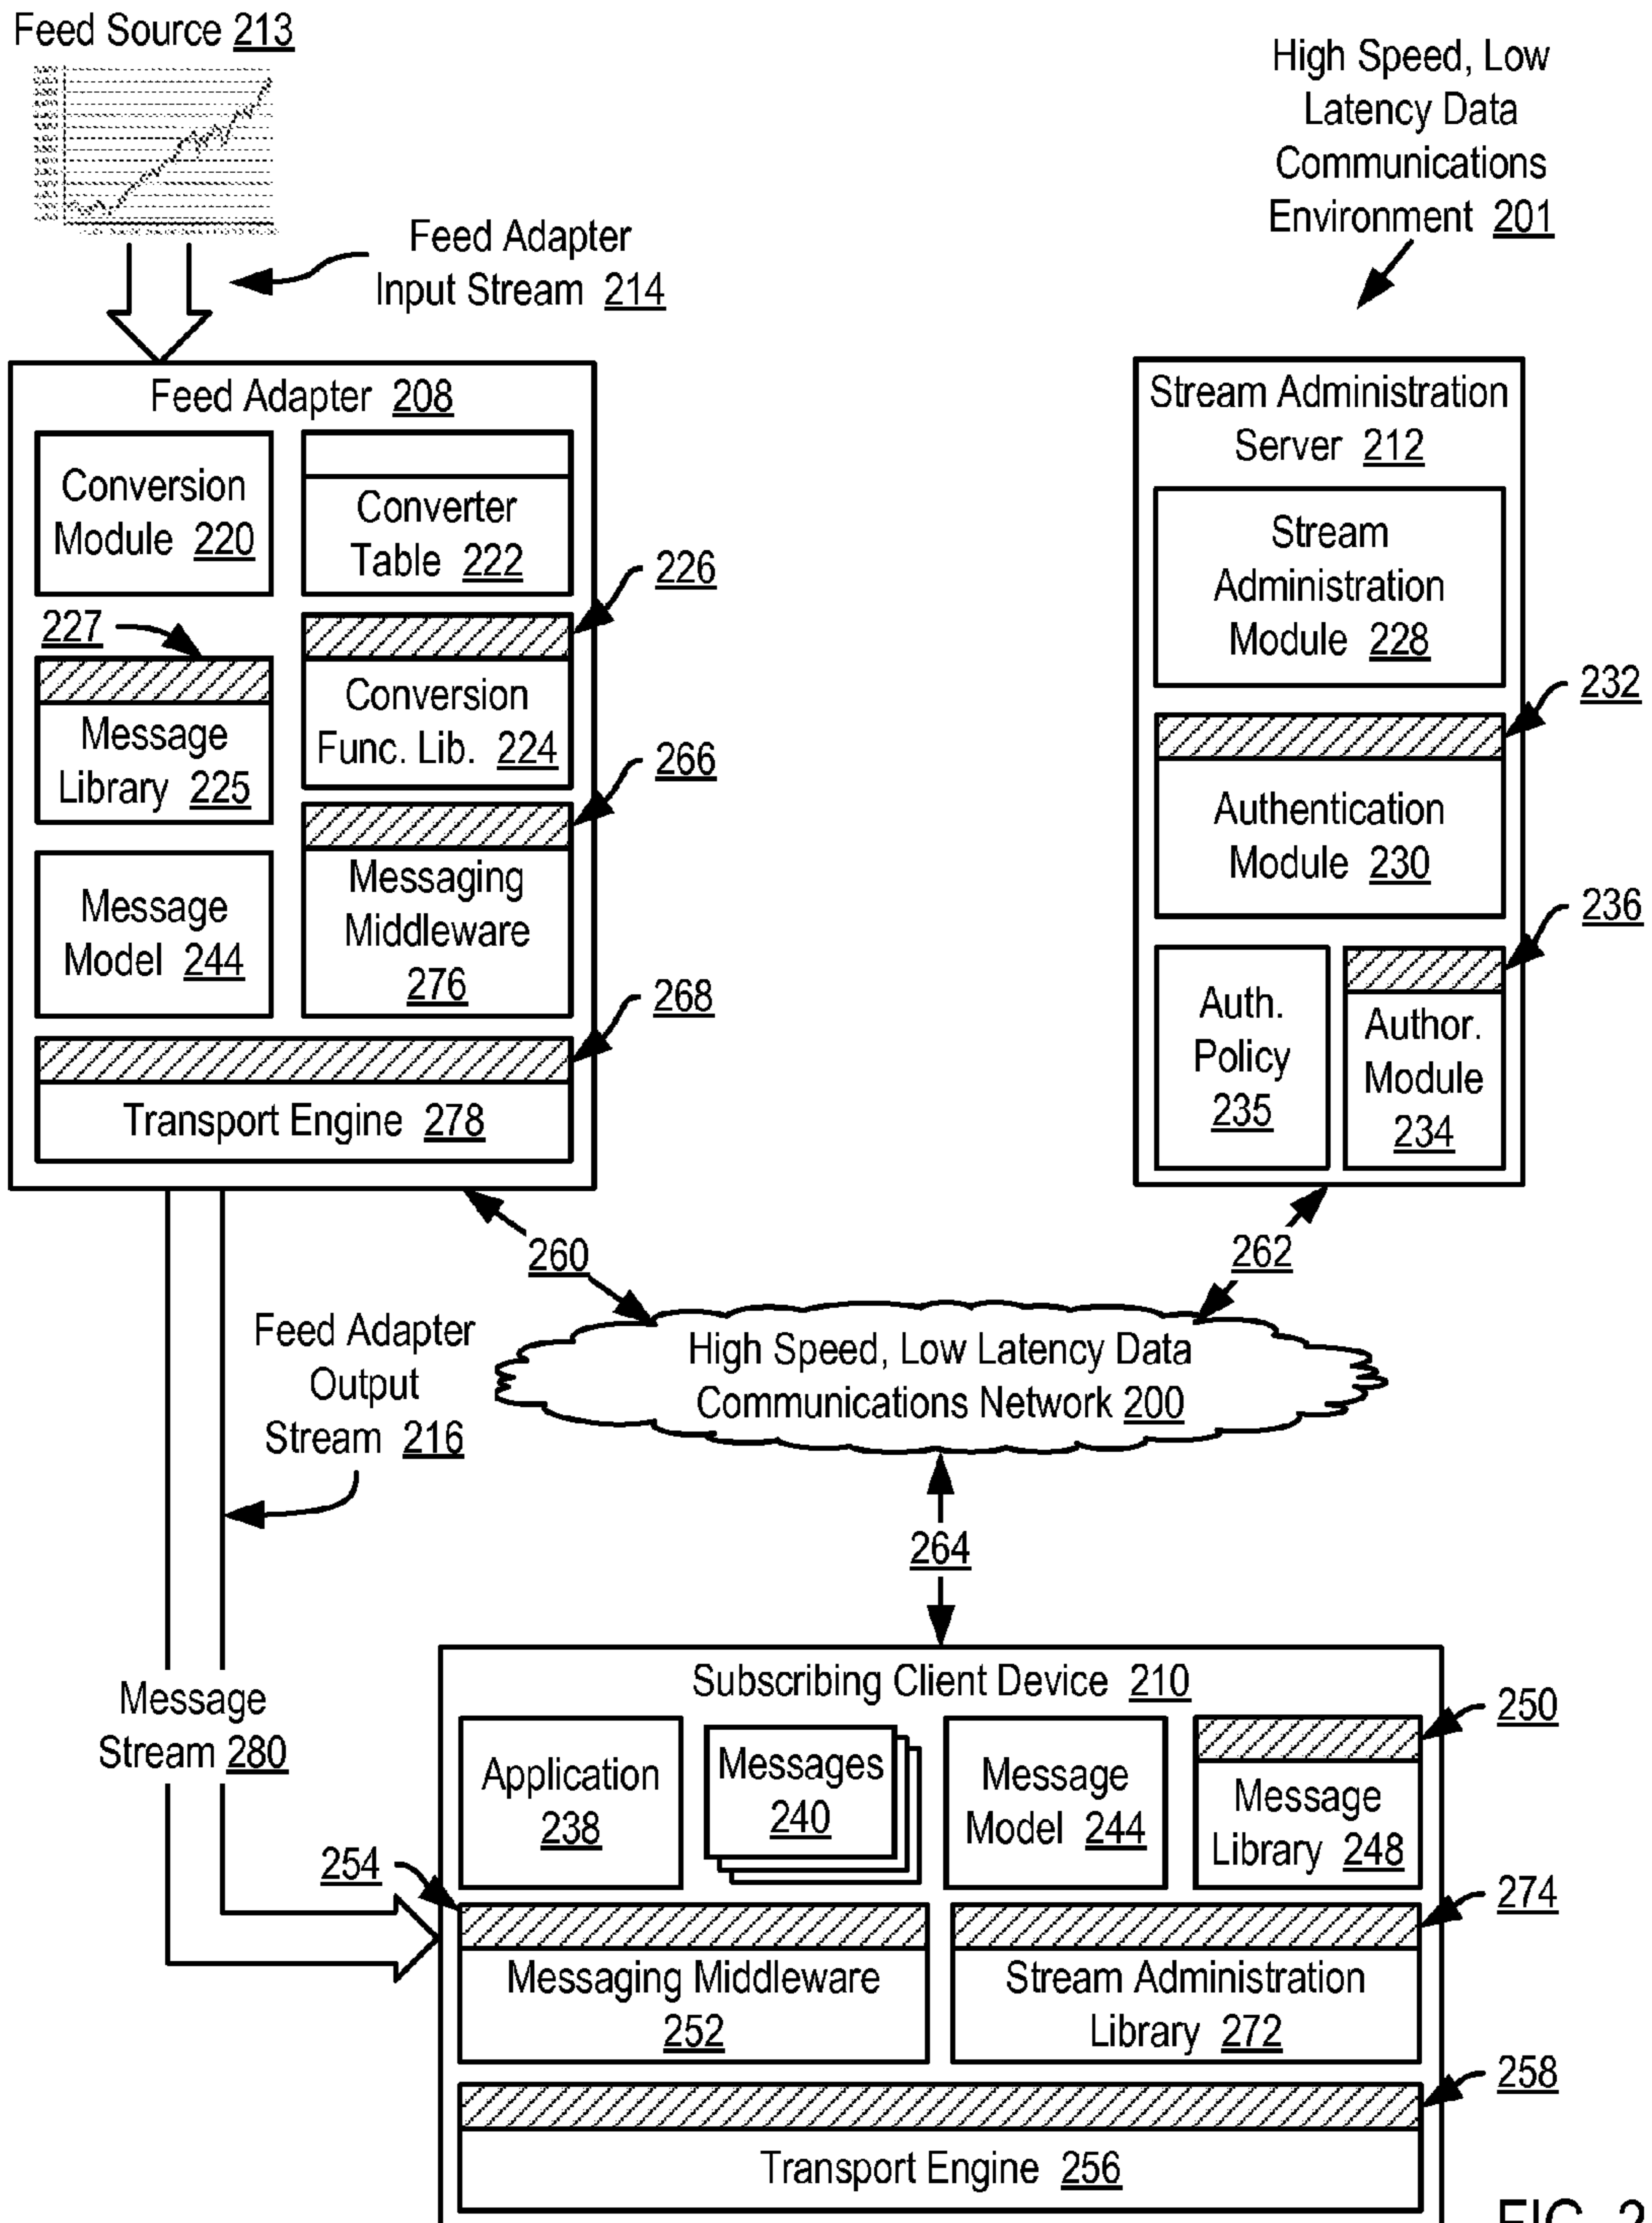 Feed Source 213
High Speed, Low
Latency Data
Communications
Environment 201
Feed Adapter
Input Stream 214
Feed Adapter 208
Conversion
Module 220
Converter
Table 222
226
227
Message
Library 225
Conversion
Func. Lib. 224
266
Message
Model 244
Messaging
Middleware
276
268
Transport Engine 278
Stream Administration
Server 212
Stream
Administration
Module 228
232
Authentication
Module 230
236
Auth.
Policy
235
Author.
Module
234
260
262
Feed Adapter
Output
Stream 216
High Speed, Low Latency Data
Communications Network 200
264
Message
Stream 280
Subscribing Client Device 210
250
Application
238
Messages
240
Message
Model 244
Message
Library 248
254
274
Messaging Middleware
252
Stream Administration
Library 272
258
Transport Engine 256
FIG. 2